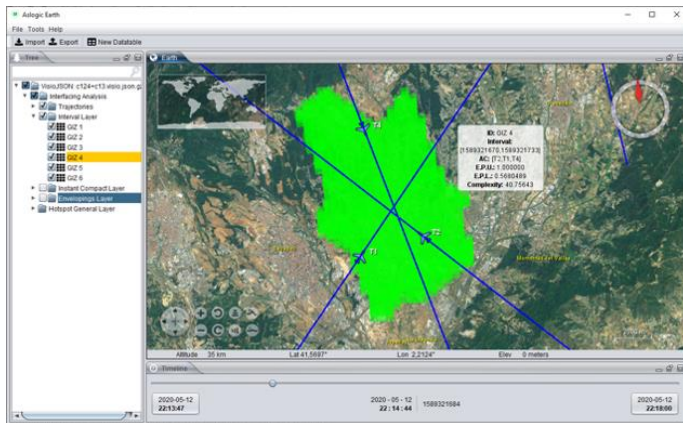 Aslogic Earth
File Tools Help
Import Export New Datatable
Tree
VisioJSON: c124+c13.visio.json.g
Interfacing Analysis
Trajectories
Interval Layer
GIZ 1
GIZ 2
GIZ 3
GIZ 4
GIZ 5
GIZ 6
Instant Compact Layer
Envelopings Layer
Hotspot General Layer
Earth
T4
ID: GIZ 4
Interval:
[1589321670,1589321733]
AC: [T2,T1,T4]
E.P.U.: 1.000000
E.P.L.: 0.5680489
Complexity: 40.75643
T2
Altitude 35 km Lat 41,5697° Lon 2,2124° Elev 0 meters
Timeline
2020-05-12
22:13:47
2020 - 05 - 12
22 : 14 : 44
1589321684
2020-05-12
22:18:00